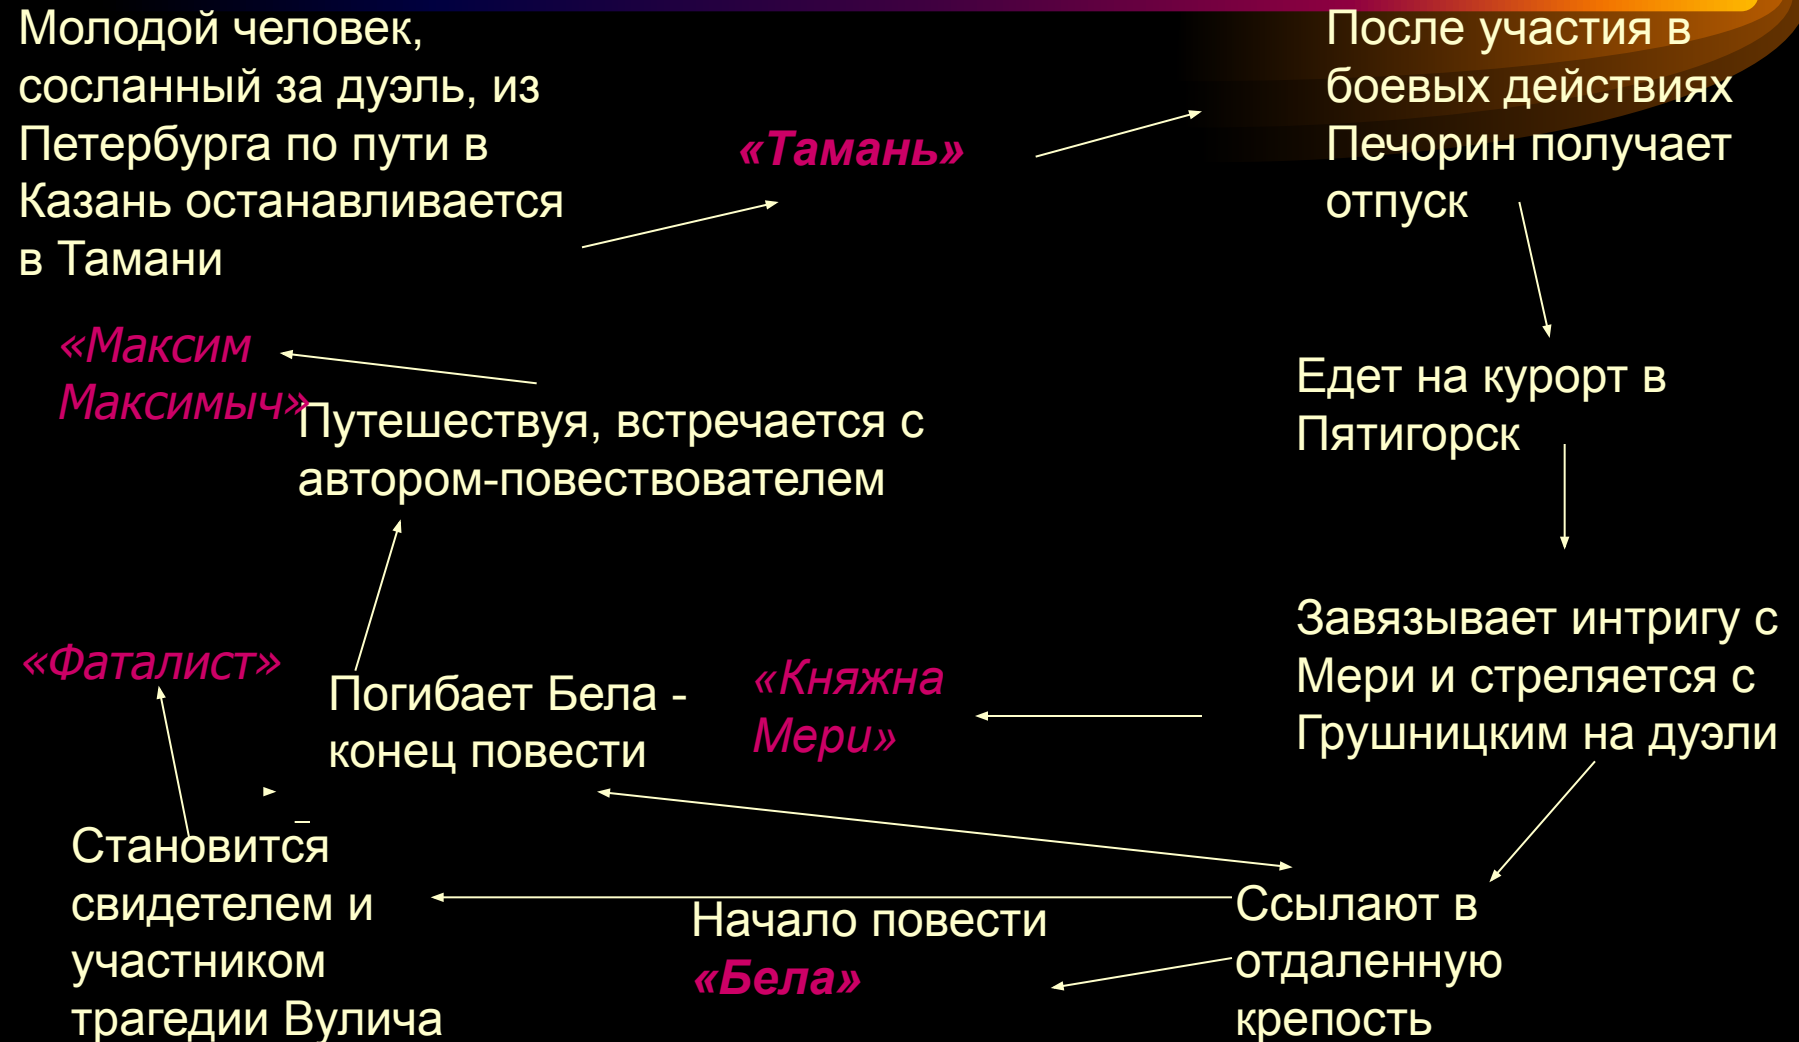 Молодой человек,
сосланный за дуэль, из
Петербурга по пути в
Казань останавливается
в Тамани
«Тамань»
После участия в
боевых действиях
Печорин получает
отпуск
«Максим
Максимыч»
Путешествуя, встречается с
автором-повествователем
Едет на курорт в
Пятигорск
«Фаталист»
Погибает Бела -
конец повести
«Княжна
Мери»
Завязывает интригу с
Мери и стреляется с
Грушницким на дуэли
Становится
свидетелем и
участником
трагедии Вулича
Начало повести
«Бела»
Ссылают в
отдаленную
крепость